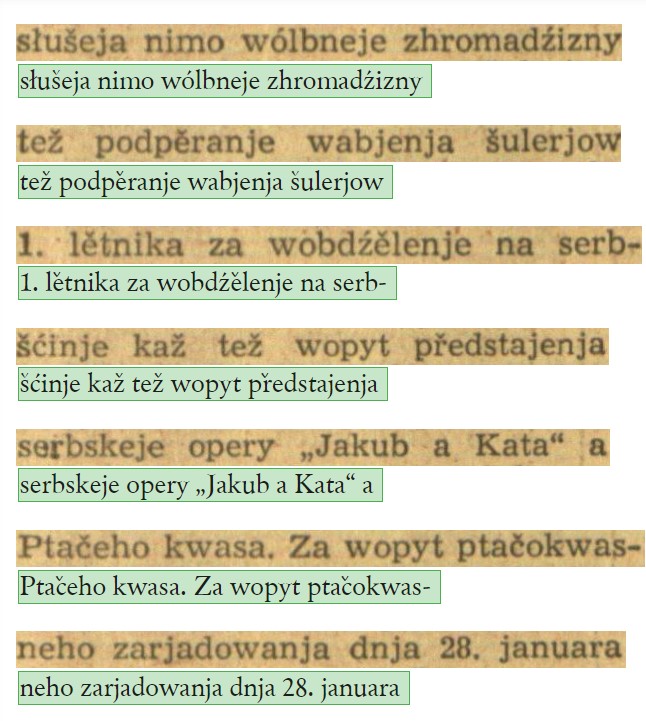 słušeja nimo wólbneje zhromadźizny
słušeja nimo wólbneje zhromadźizny
tež podpěranje wabjenja šulerjow
tež podpěranje wabjenja šulerjow
1. lětnika za wobdźělenje na serb-
1. lětnika za wobdźělenje na serb-
šćinje kaž tež wopyt předstajenja
šćinje kaž tež wopyt předstajenja
serbskeje opery „Jakub a Kata“ a
serbskeje opery „Jakub a Kata“ a
Ptačeho kwasa. Za wopyt ptačokwas-
Ptačeho kwasa. Za wopyt ptačokwas-
neho zarjadowanja dnja 28. januara
neho zarjadowanja dnja 28. januara